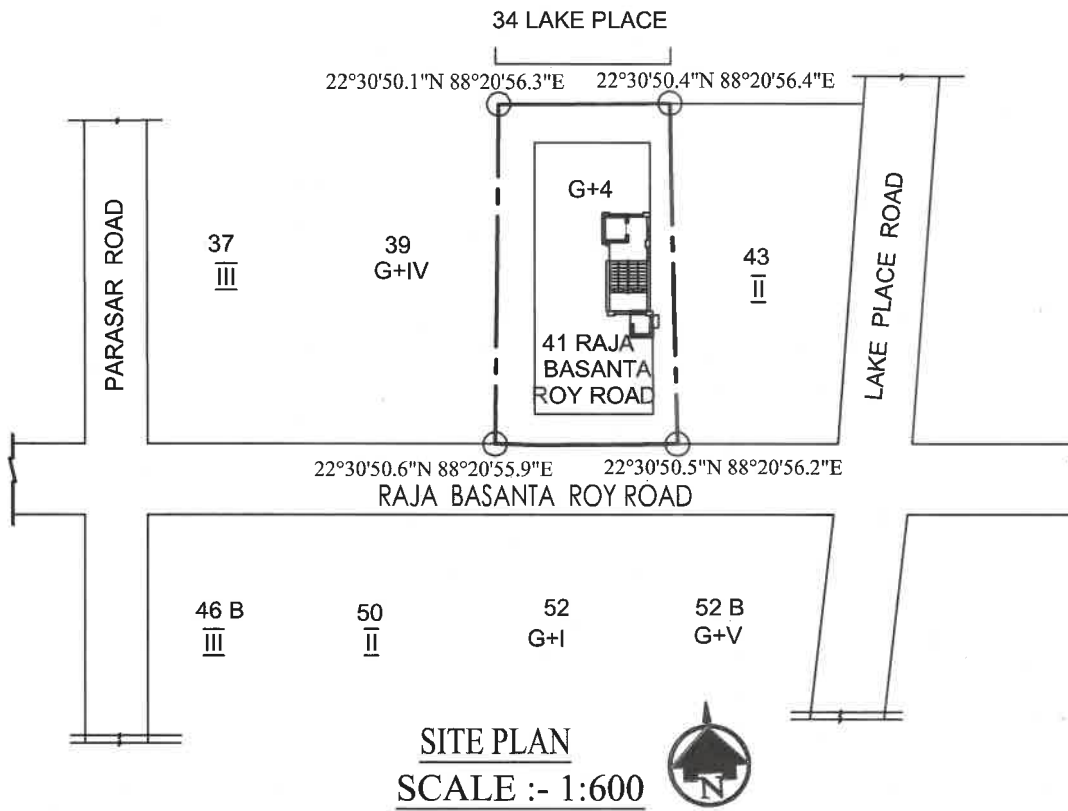 34 LAKE PLACE
22°30'50.1"N 88°20'56.3"E
22°30'50.4"N 88°20'56.4"E
PARASAR ROAD
37
III
39
G+IV
G+4
41 RAJA
BASANTA
ROY ROAD
43
II
LAKE PLACE ROAD
22°30'50.6"N 88°20'55.9"E
22°30'50.5"N 88°20'56.2"E
RAJA BASANTA ROY ROAD
46 B
III
50
II
52
G+I
52 B
G+V
SITE PLAN
SCALE :- 1:600
N